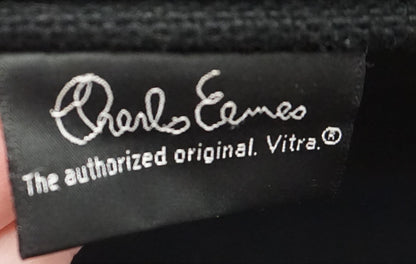 Charles Eames
The authorized original. Vitra.®